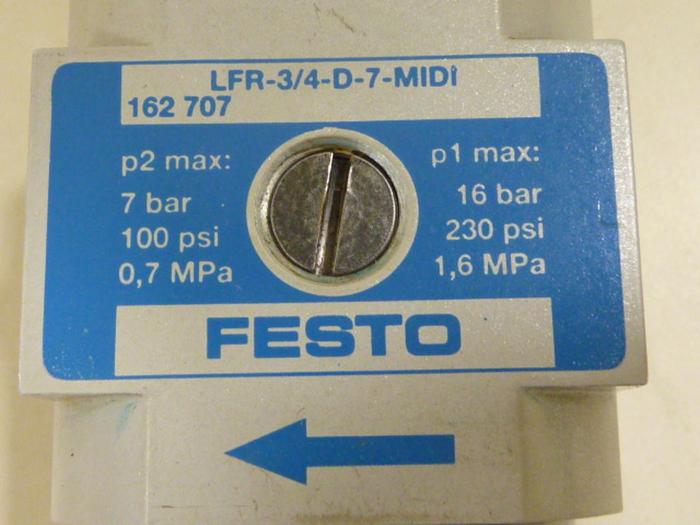 LFR-3/4-D-7-MIDI
162 707
p2 max:
7 bar
100 psi
0,7 MPa
p1 max:
16 bar
230 psi
1,6 MPa
FESTO